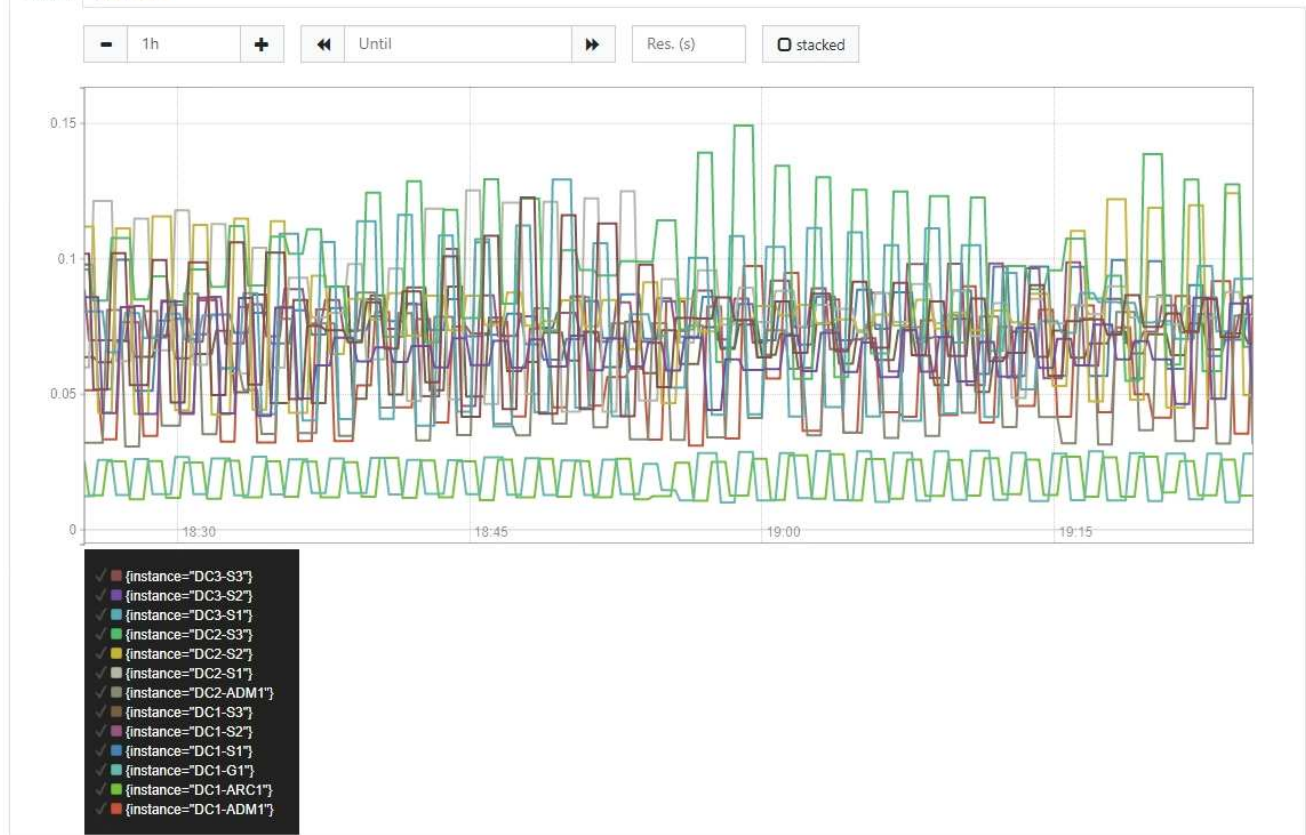 1h Until Res. (s) stacked
0.15
0.1
0.05
0
18:30 18:45 19:00 19:15
{instance="DC3-S3"}
{instance="DC3-S2"}
{instance="DC3-S1"}
{instance="DC2-S3"}
{instance="DC2-S2"}
{instance="DC2-S1"}
{instance="DC2-ADM1"}
{instance="DC1-S3"}
{instance="DC1-S2"}
{instance="DC1-S1"}
{instance="DC1-G1"}
{instance="DC1-ARC1"}
{instance="DC1-ADM1"}